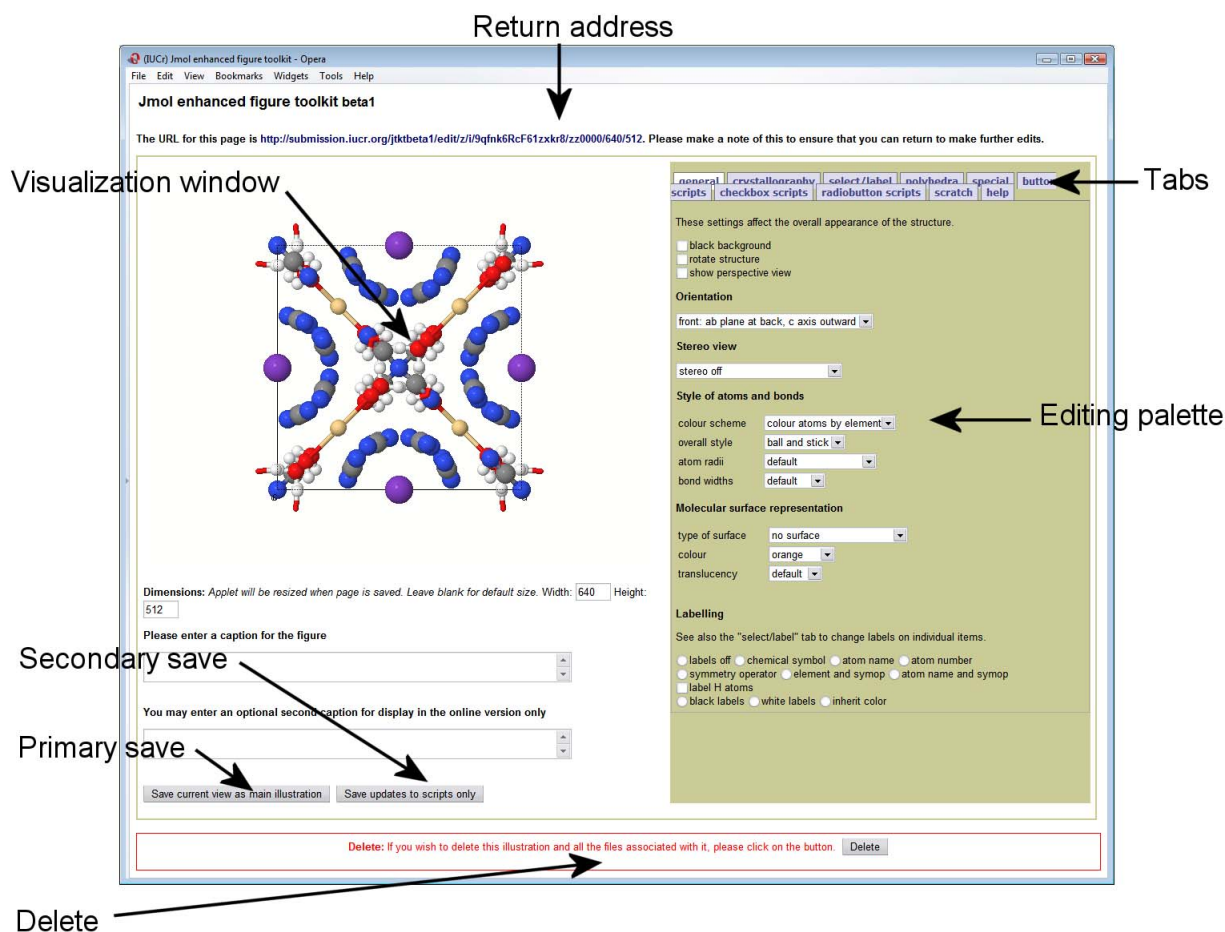 Return address
(IUCr) Jmol enhanced figure toolkit - Opera
File Edit View Bookmarks Widgets Tools Help
Jmol enhanced figure toolkit beta1
The URL for this page is http://submission.iucr.org/jtktbeta1/edit/z/i/9qfnk6RcF61zxkr8/zz0000/640/512. Please make a note of this to ensure that you can return to make further edits.
Visualization window
general crystallography select/label polyhedra special button
scripts checkbox scripts radiobutton scripts scratch help
Tabs
These settings affect the overall appearance of the structure.
black background
rotate structure
show perspective view
Orientation
front: ab plane at back, c axis outward
Stereo view
stereo off
Style of atoms and bonds
colour scheme colour atoms by element
overall style ball and stick
atom radii default
bond widths default
Editing palette
Molecular surface representation
type of surface no surface
colour orange
translucency default
Labelling
See also the "select/label" tab to change labels on individual items.
labels off chemical symbol atom name atom number
symmetry operator element and symop atom name and symop
label H atoms
black labels white labels inherit color
Dimensions: Applet will be resized when page is saved. Leave blank for default size. Width: 640 Height:
512
Please enter a caption for the figure
Secondary save
You may enter an optional second caption for display in the online version only
Primary save
Save current view as main illustration Save updates to scripts only
Delete: If you wish to delete this illustration and all the files associated with it, please click on the button. Delete
Delete